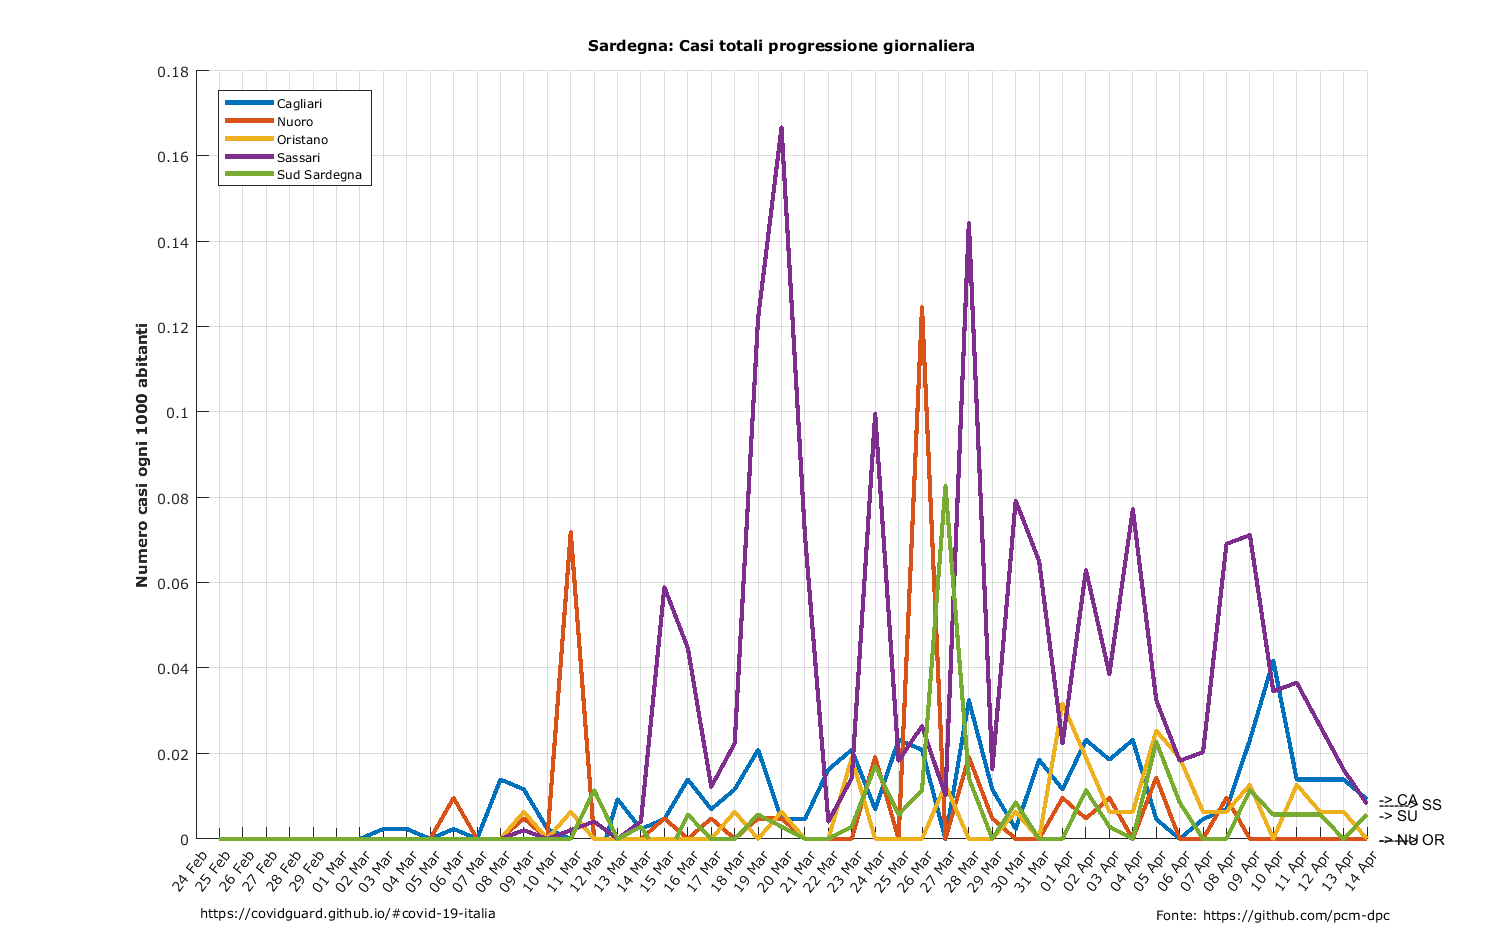 Sardegna: Casi totali progressione giornaliera
0.18
0.16
0.14
0.12
0.1
0.08
0.06
0.04
0.02
0
Numero casi ogni 1000 abitanti
Cagliari
Nuoro
Oristano
Sassari
Sud Sardegna
24 Feb
25 Feb
26 Feb
27 Feb
28 Feb
29 Feb
01 Mar
02 Mar
03 Mar
04 Mar
05 Mar
06 Mar
07 Mar
08 Mar
09 Mar
10 Mar
11 Mar
12 Mar
13 Mar
14 Mar
15 Mar
16 Mar
17 Mar
18 Mar
19 Mar
20 Mar
21 Mar
22 Mar
23 Mar
24 Mar
25 Mar
26 Mar
27 Mar
28 Mar
29 Mar
30 Mar
31 Mar
01 Apr
02 Apr
03 Apr
04 Apr
05 Apr
06 Apr
07 Apr
08 Apr
09 Apr
10 Apr
11 Apr
12 Apr
13 Apr
14 Apr
-> CA
SS
-> SU
-> NU OR
https://covidguard.github.io/#covid-19-italia
Fonte: https://github.com/pcm-dpc